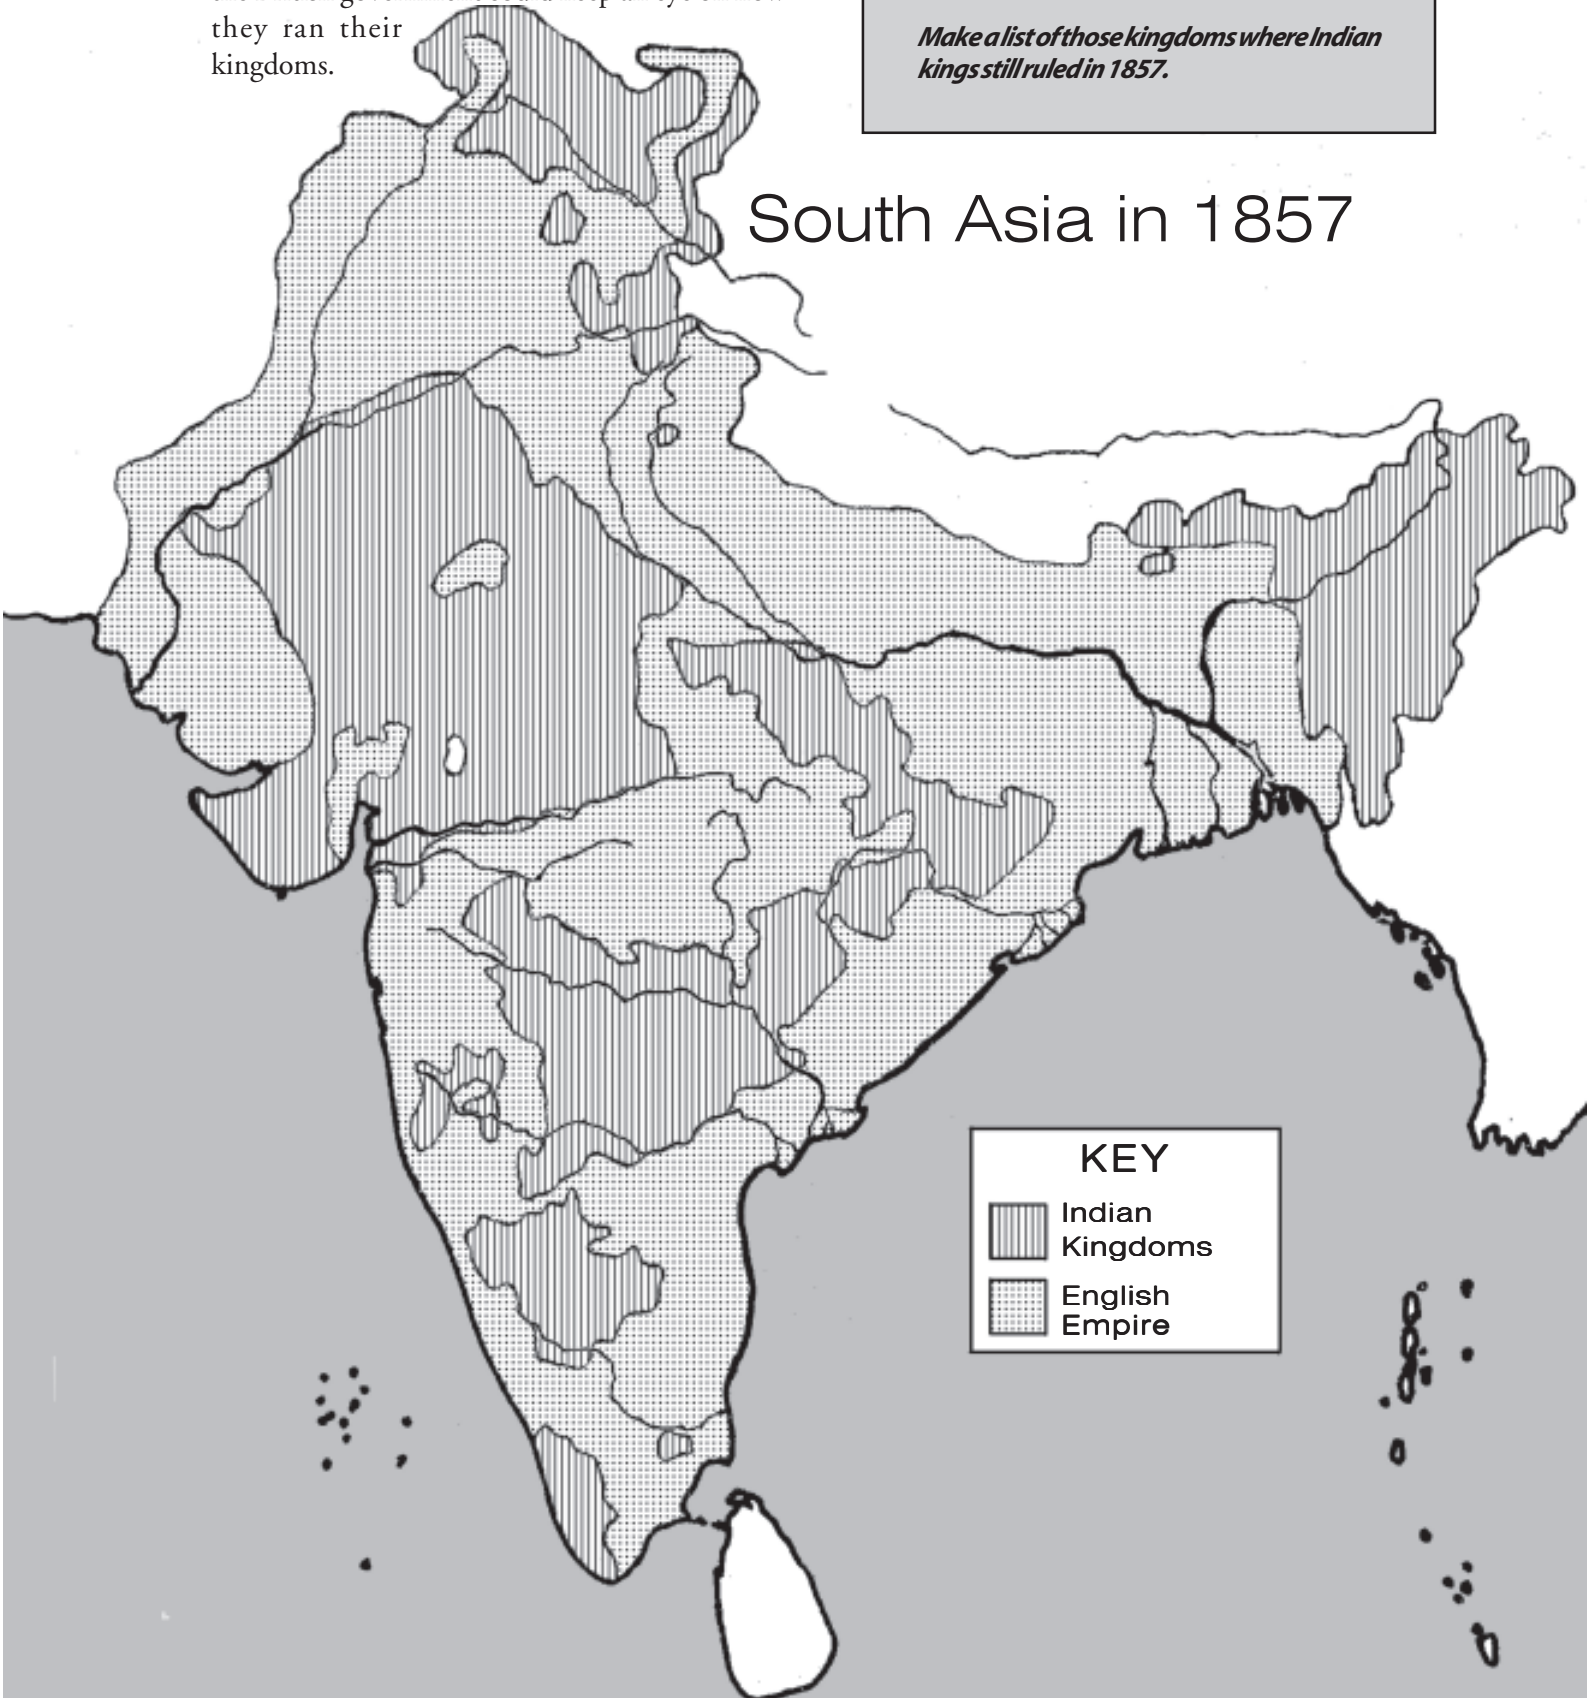 they ran their
kingdoms.
Make a list of those kingdoms where Indian
kings still ruled in 1857.
South Asia in 1857
KEY
Indian
Kingdoms
English
Empire